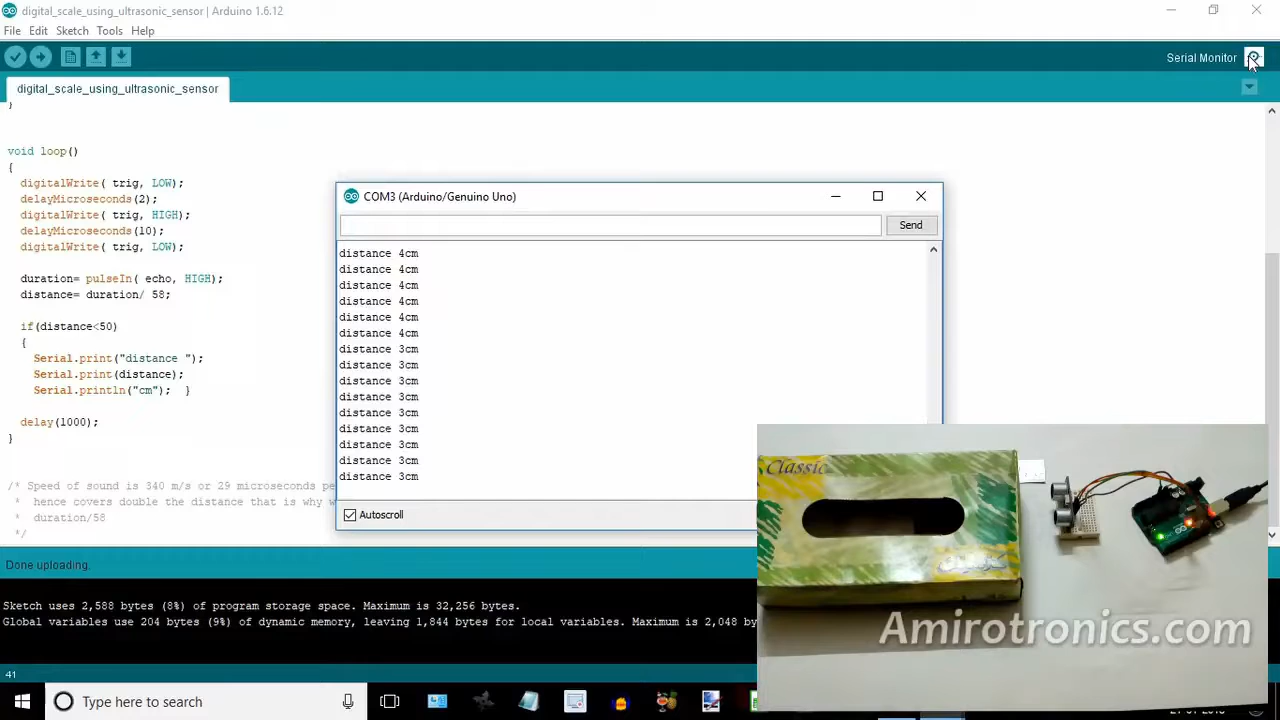 digital_scale_using_ultrasonic_sensor | Arduino 1.6.12
File Edit Sketch Tools Help
Serial Monitor
digital_scale_using_ultrasonic_sensor
}
void loop()
{
digitalWrite( trig, LOW);
delayMicroseconds(2);
digitalWrite( trig, HIGH);
delayMicroseconds(10);
digitalWrite( trig, LOW);
duration= pulseIn( echo, HIGH);
distance= duration/ 58;
if(distance<50)
{
Serial.print("distance ");
Serial.print(distance);
Serial.println("cm"); }
delay(1000);
}
/* Speed of sound is 340 m/s or 29 microseconds pe
* hence covers double the distance that is why w
* duration/58
*/
COM3 (Arduino/Genuino Uno)
Send
distance 4cm
distance 4cm
distance 4cm
distance 4cm
distance 4cm
distance 4cm
distance 3cm
distance 3cm
distance 3cm
distance 3cm
distance 3cm
distance 3cm
distance 3cm
distance 3cm
distance 3cm
Autoscroll
Classic
Amirotronics.com
Done uploading.
Sketch uses 2,588 bytes (8%) of program storage space. Maximum is 32,256 bytes.
Global variables use 204 bytes (9%) of dynamic memory, leaving 1,844 bytes for local variables. Maximum is 2,048 by
41
Type here to search